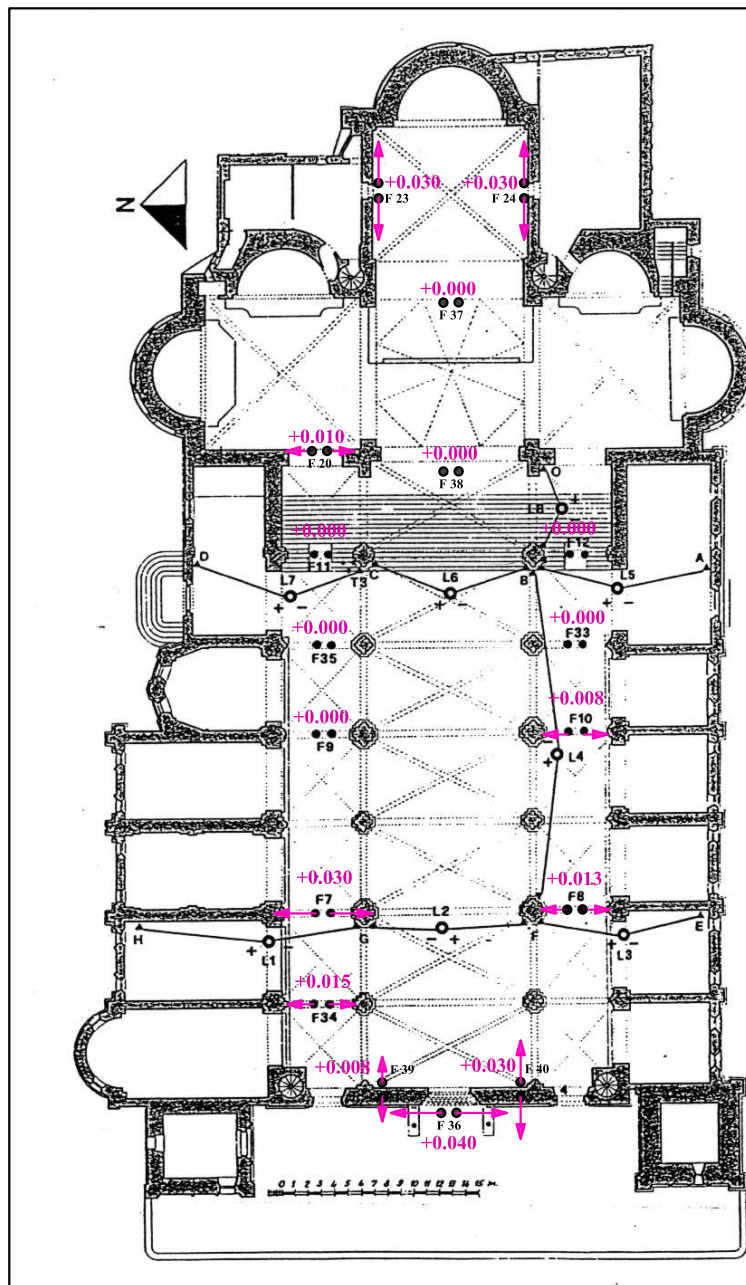 +0.030 +0.030
F 23 F 24
N
+0.000
F 37
+0.010
F 20
+0.000
F 38
O
+
L8
-
+0.000 +0.000
F11 F12
D T3 C B A
L7 L6 L5
+ - + - + -
+0.000 +0.000
F35 F33
+0.008
+0.000
F9 F10
-
+ L4
+0.030 +0.013
F7 F8
L2
H G F E
- + -
+ L1 - + L3 -
+0.015
F34
+0.008 F 39 +0.030 F 40
4
F 36
+0.040
0 1 2 3 4 5 6 7 8 9 10 11 12 13 14 15 m.